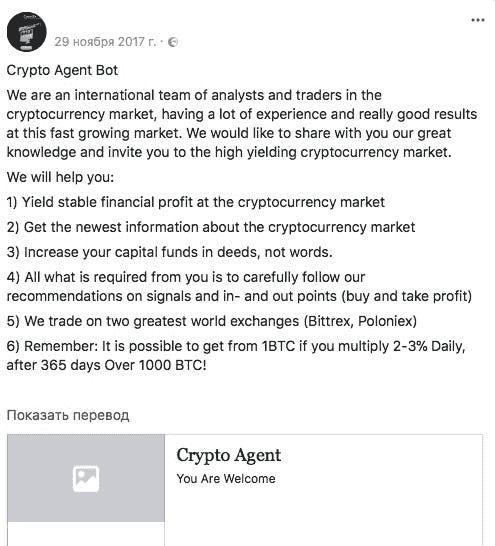 29 ноября 2017 г. ·
Crypto Agent Bot
We are an international team of analysts and traders in the
cryptocurrency market, having a lot of experience and really good results
at this fast growing market. We would like to share with you our great
knowledge and invite you to the high yielding cryptocurrency market.
We will help you:
1) Yield stable financial profit at the cryptocurrency market
2) Get the newest information about the cryptocurrency market
3) Increase your capital funds in deeds, not words.
4) All what is required from you is to carefully follow our
recommendations on signals and in- and out points (buy and take profit)
5) We trade on two greatest world exchanges (Bittrex, Poloniex)
6) Remember: It is possible to get from 1BTC if you multiply 2-3% Daily,
after 365 days Over 1000 BTC!
Показать перевод
Crypto Agent
You Are Welcome